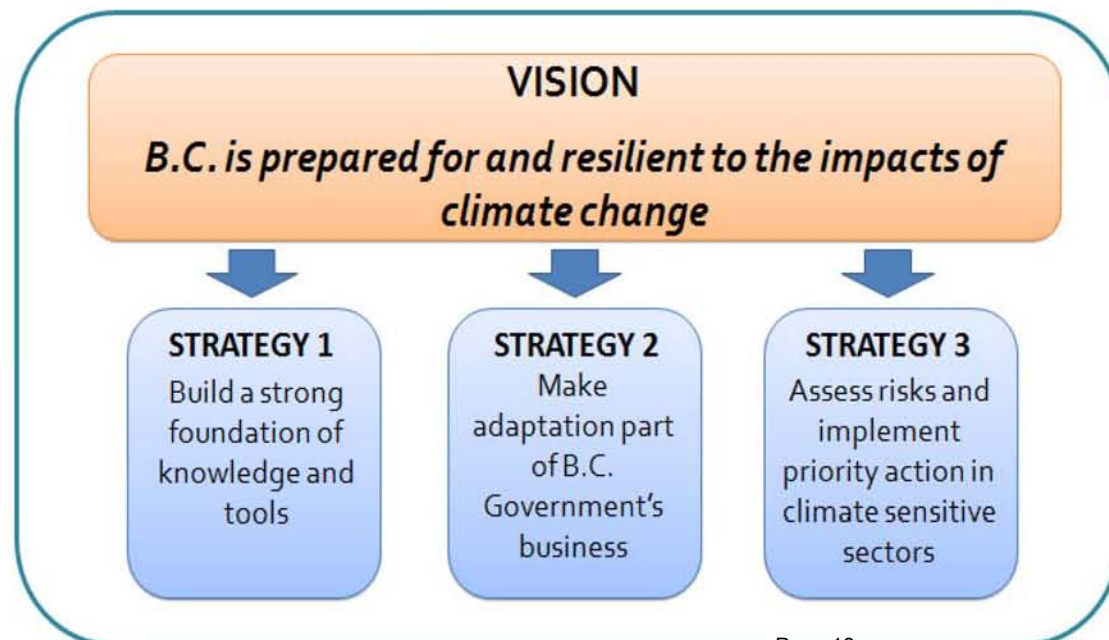 VISION
B.C. is prepared for and resilient to the impacts of
climate change
STRATEGY 1
Build a strong
foundation of
knowledge and
tools
STRATEGY 2
Make
adaptation part
of B.C.
Government's
business
STRATEGY 3
Assess risks and
implement
priority action in
climate sensitive
sectors